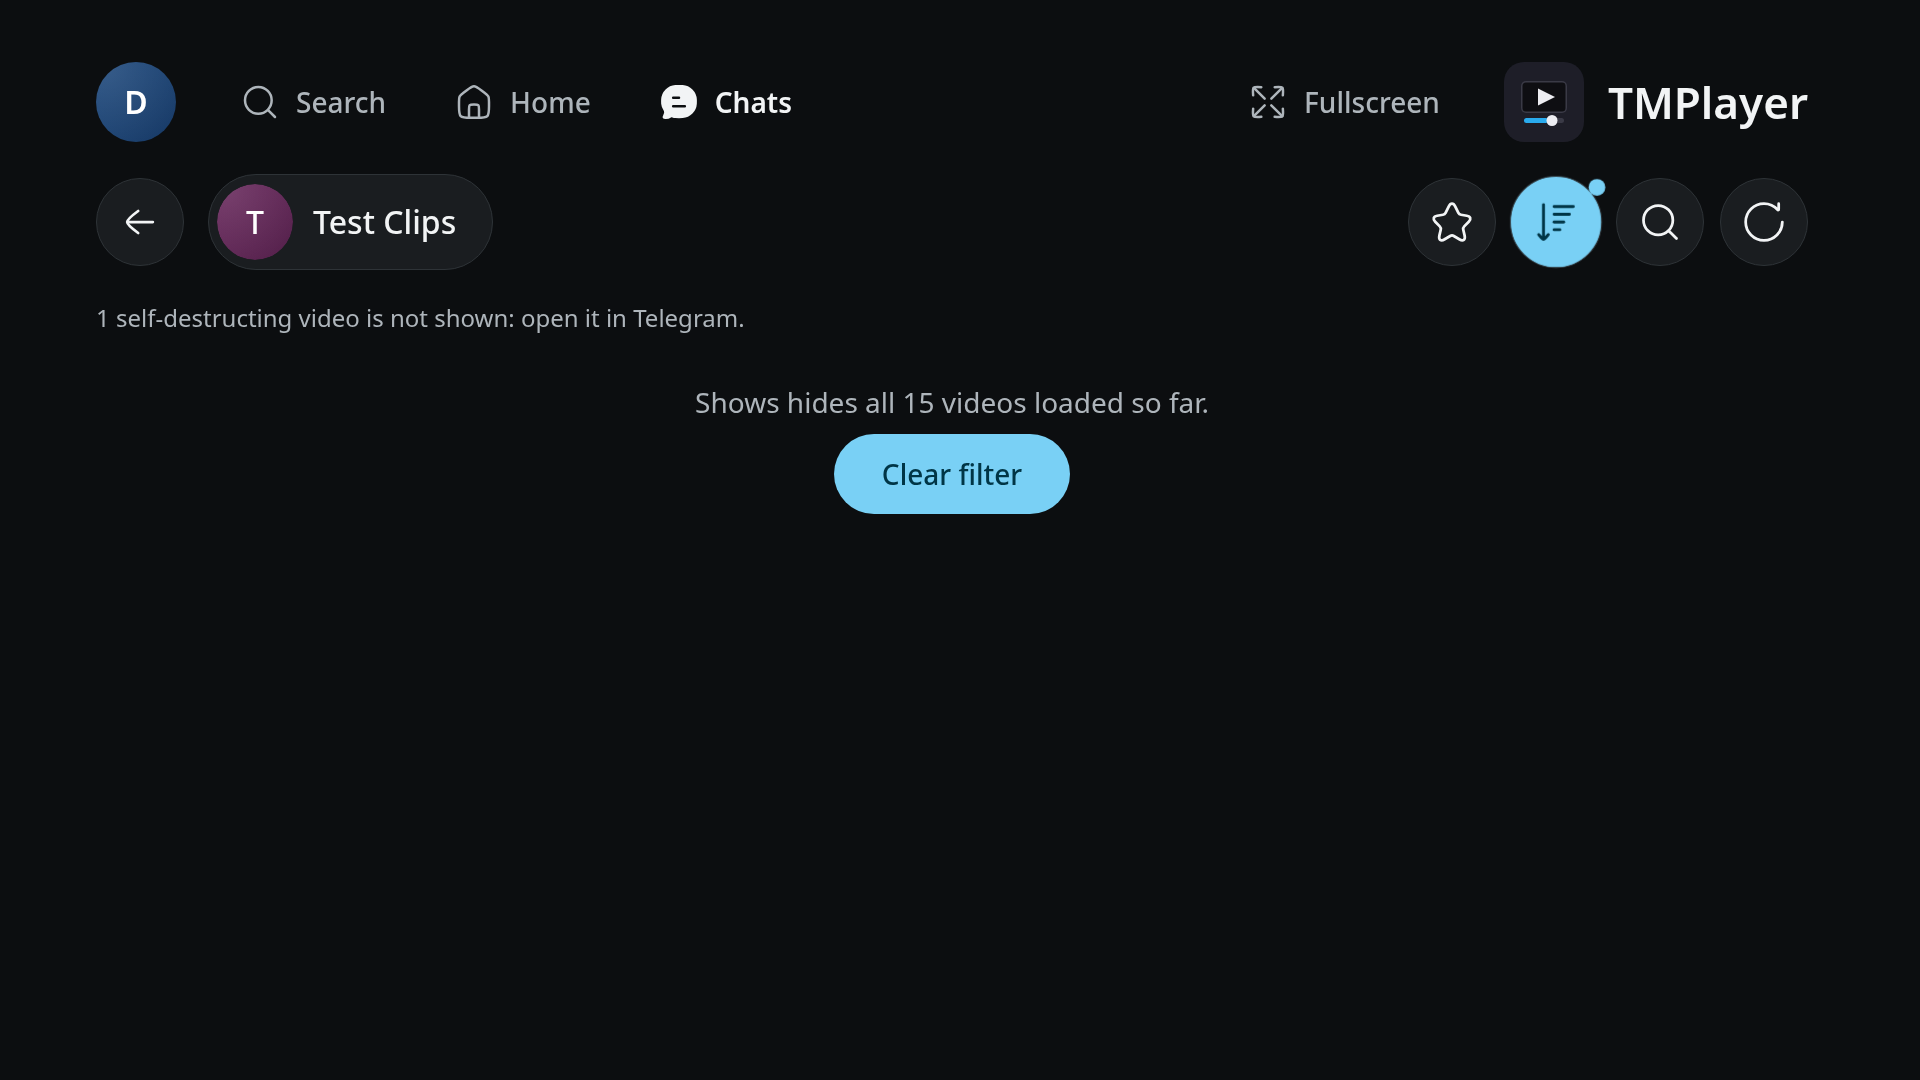 D
Search
Home
Chats
Fullscreen
TMPlayer
T
Test Clips
1 self-destructing video is not shown: open it in Telegram.
Shows hides all 15 videos loaded so far.
Clear filter